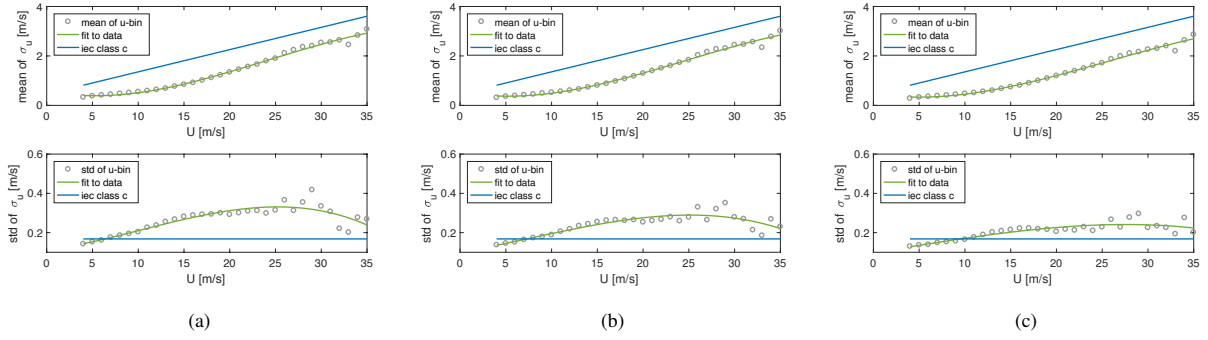 4
2
0
mean of σu [m/s]
mean of u-bin
fit to data
iec class c
0 5 10 15 20 25 30 35
U [m/s]
0.6
0.4
0.2
std of σu [m/s]
std of u-bin
fit to data
iec class c
0 5 10 15 20 25 30 35
U [m/s]
(a)
4
2
0
mean of σu [m/s]
mean of u-bin
fit to data
iec class c
0 5 10 15 20 25 30 35
U [m/s]
0.6
0.4
0.2
std of σu [m/s]
std of u-bin
fit to data
iec class c
0 5 10 15 20 25 30 35
U [m/s]
(b)
4
2
0
mean of σu [m/s]
mean of u-bin
fit to data
iec class c
0 5 10 15 20 25 30 35
U [m/s]
0.6
0.4
0.2
std of σu [m/s]
std of u-bin
fit to data
iec class c
0 5 10 15 20 25 30 35
U [m/s]
(c)